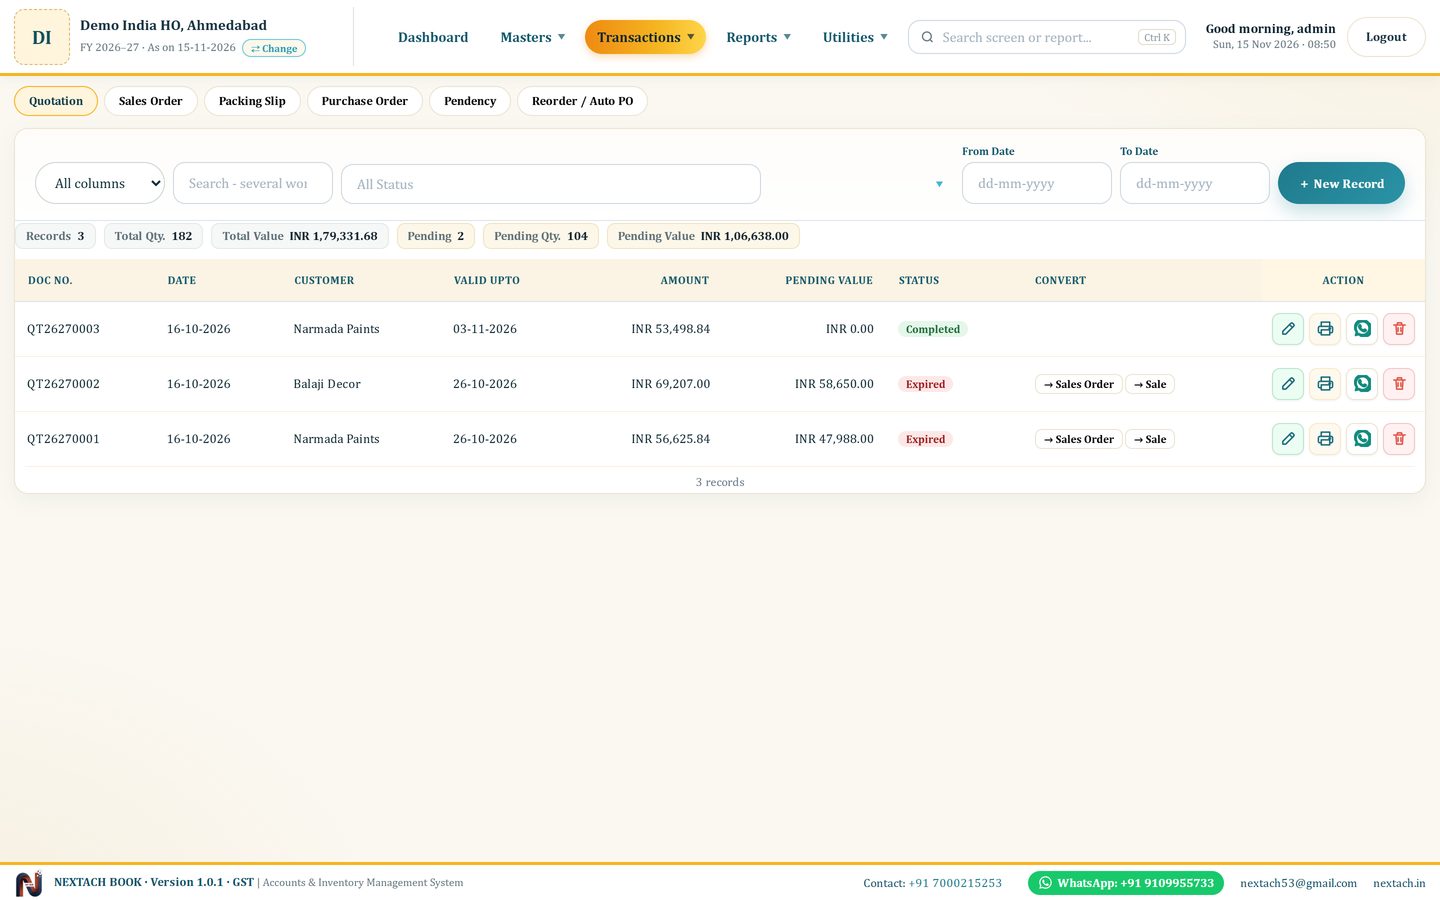 DI
Demo India HO, Ahmedabad
FY 2026–27 · As on 15-11-2026 ⇄ Change
Dashboard Masters ▼ Transactions ▼ Reports ▼ Utilities ▼
Search screen or report... Ctrl K
Good morning, admin
Sun, 15 Nov 2026 · 08:50
Logout
Quotation Sales Order Packing Slip Purchase Order Pendency Reorder / Auto PO
From Date To Date
All columns Search - several wor All Status ▼ dd-mm-yyyy dd-mm-yyyy + New Record
Records 3 Total Qty. 182 Total Value INR 1,79,331.68 Pending 2 Pending Qty. 104 Pending Value INR 1,06,638.00
DOC NO. DATE CUSTOMER VALID UPTO AMOUNT PENDING VALUE STATUS CONVERT ACTION
QT26270003 16-10-2026 Narmada Paints 03-11-2026 INR 53,498.84 INR 0.00 Completed
QT26270002 16-10-2026 Balaji Decor 26-10-2026 INR 69,207.00 INR 58,650.00 Expired → Sales Order → Sale
QT26270001 16-10-2026 Narmada Paints 26-10-2026 INR 56,625.84 INR 47,988.00 Expired → Sales Order → Sale
3 records
NEXTACH BOOK · Version 1.0.1 · GST | Accounts & Inventory Management System
Contact: +91 7000215253 WhatsApp: +91 9109955733 nextach53@gmail.com nextach.in